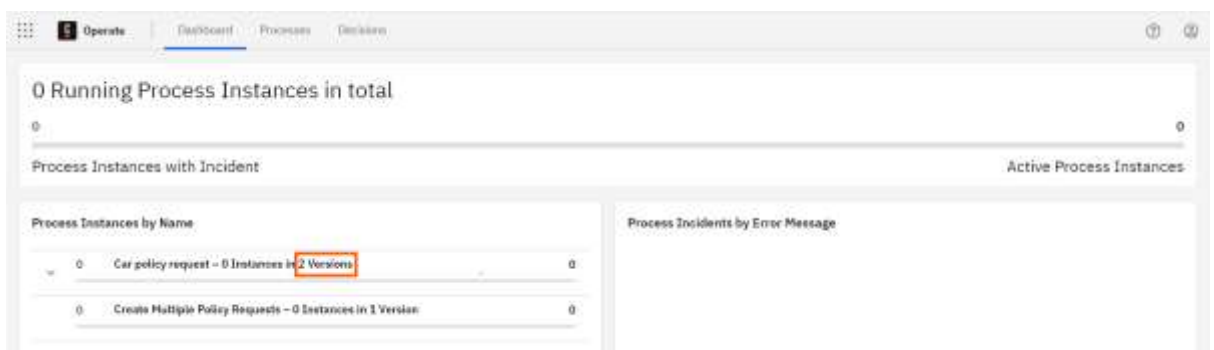 Operate Dashboard Processes Decisions
0 Running Process Instances in total
0 0
Process Instances with Incident Active Process Instances
Process Instances by Name
0 Car policy request – 0 Instances in 2 Versions 0
0 Create Multiple Policy Requests – 0 Instances in 1 Version 0
Process Incidents by Error Message